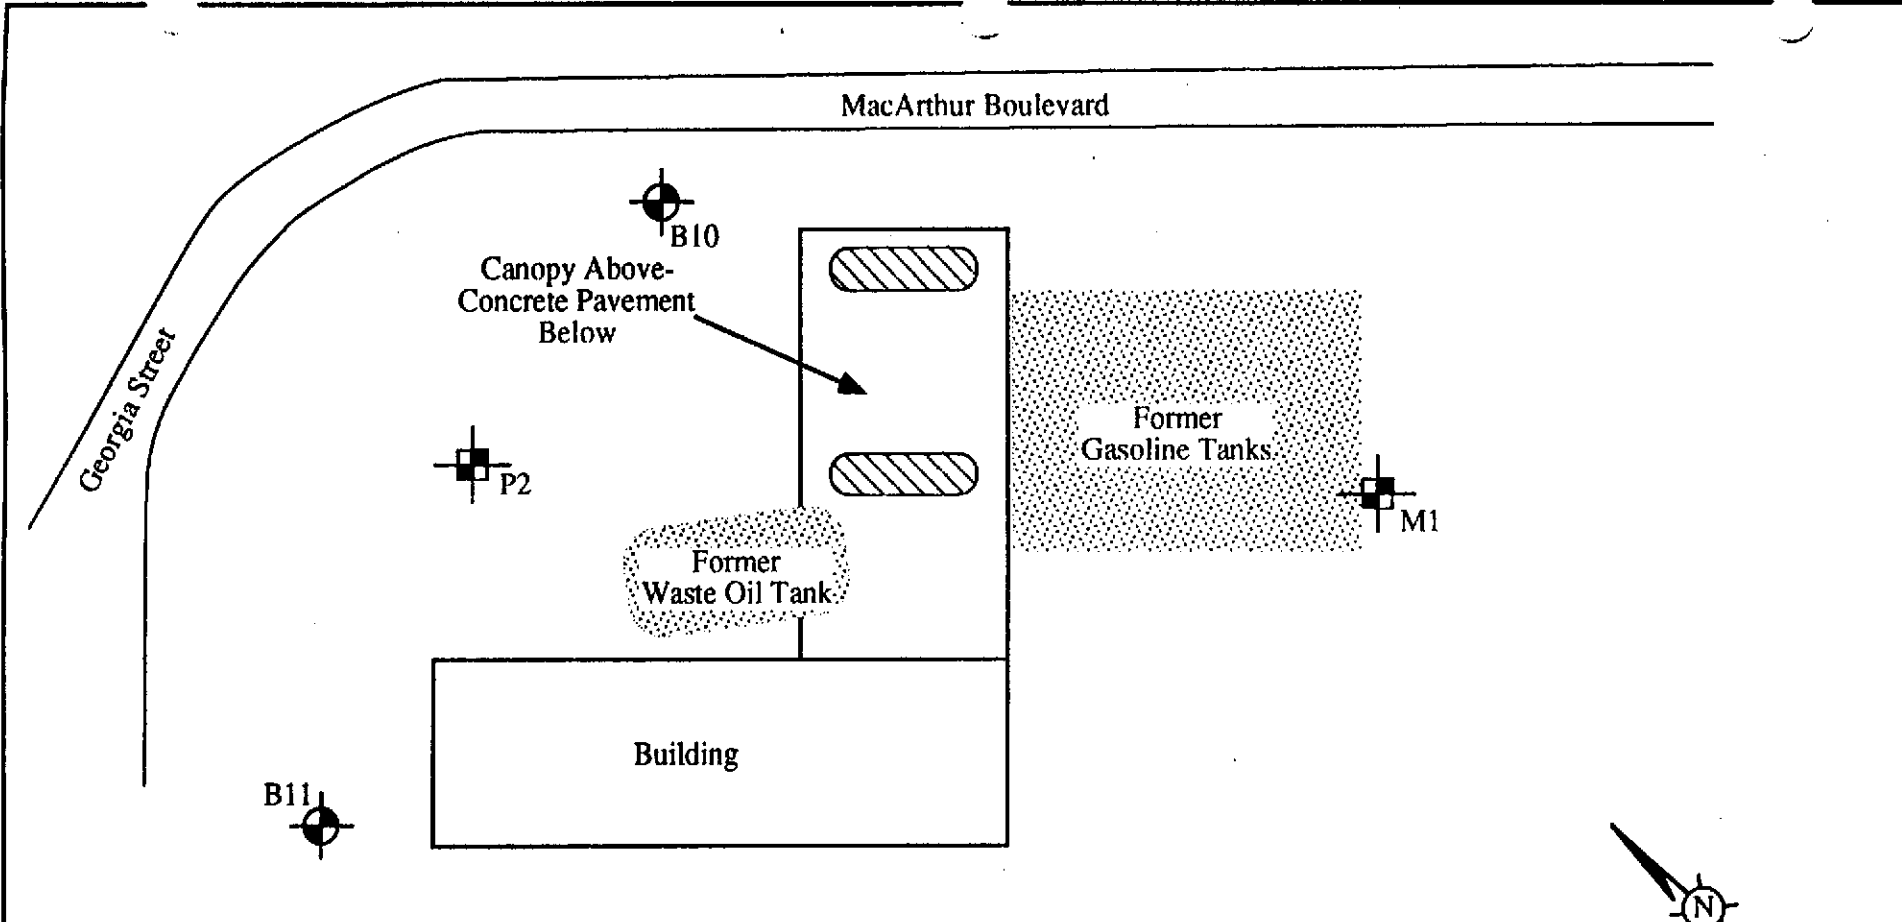 MacArthur Boulevard
B10
Canopy Above-
Concrete Pavement
Below
Georgia Street
Former
Gasoline Tanks
P2
M1
Former
Waste Oil Tank
Building
B11
N